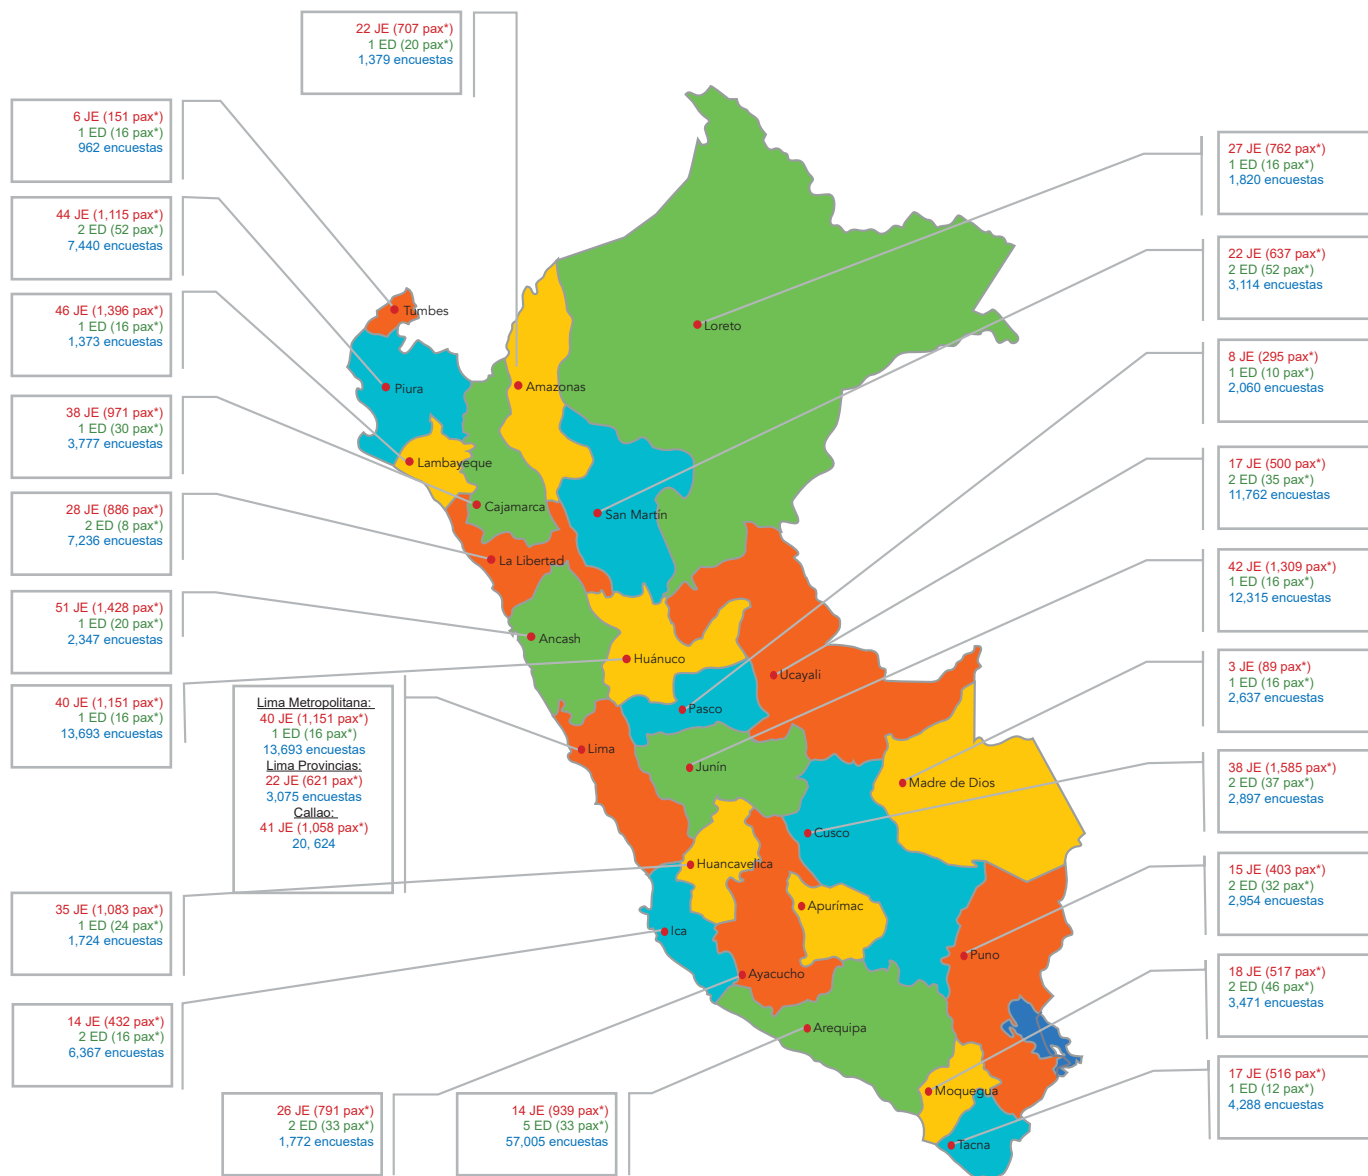 22 JE (707 pax*)
1 ED (20 pax*)
1,379 encuestas
6 JE (151 pax*)
1 ED (16 pax*)
962 encuestas
44 JE (1,115 pax*)
2 ED (52 pax*)
7,440 encuestas
46 JE (1,396 pax*)
1 ED (16 pax*)
1,373 encuestas
38 JE (971 pax*)
1 ED (30 pax*)
3,777 encuestas
28 JE (886 pax*)
2 ED (8 pax*)
7,236 encuestas
51 JE (1,428 pax*)
1 ED (20 pax*)
2,347 encuestas
40 JE (1,151 pax*)
1 ED (16 pax*)
13,693 encuestas
Lima Metropolitana:
40 JE (1,151 pax*)
1 ED (16 pax*)
13,693 encuestas
Lima Provincias:
22 JE (621 pax*)
3,075 encuestas
Callao:
41 JE (1,058 pax*)
20, 624
35 JE (1,083 pax*)
1 ED (24 pax*)
1,724 encuestas
14 JE (432 pax*)
2 ED (16 pax*)
6,367 encuestas
26 JE (791 pax*)
2 ED (33 pax*)
1,772 encuestas
14 JE (939 pax*)
5 ED (33 pax*)
57,005 encuestas
Tumbes
Piura
Lambayeque
Cajamarca
Amazonas
Loreto
San Martín
La Libertad
Ancash
Huánuco
Ucayali
Pasco
Lima
Junín
Madre de Dios
Cusco
Huancavelica
Apurímac
Ica
Ayacucho
Puno
Arequipa
Moquegua
Tacna
27 JE (762 pax*)
1 ED (16 pax*)
1,820 encuestas
22 JE (637 pax*)
2 ED (52 pax*)
3,114 encuestas
8 JE (295 pax*)
1 ED (10 pax*)
2,060 encuestas
17 JE (500 pax*)
2 ED (35 pax*)
11,762 encuestas
42 JE (1,309 pax*)
1 ED (16 pax*)
12,315 encuestas
3 JE (89 pax*)
1 ED (16 pax*)
2,637 encuestas
38 JE (1,585 pax*)
2 ED (37 pax*)
2,897 encuestas
15 JE (403 pax*)
2 ED (32 pax*)
2,954 encuestas
18 JE (517 pax*)
2 ED (46 pax*)
3,471 encuestas
17 JE (516 pax*)
1 ED (12 pax*)
4,288 encuestas